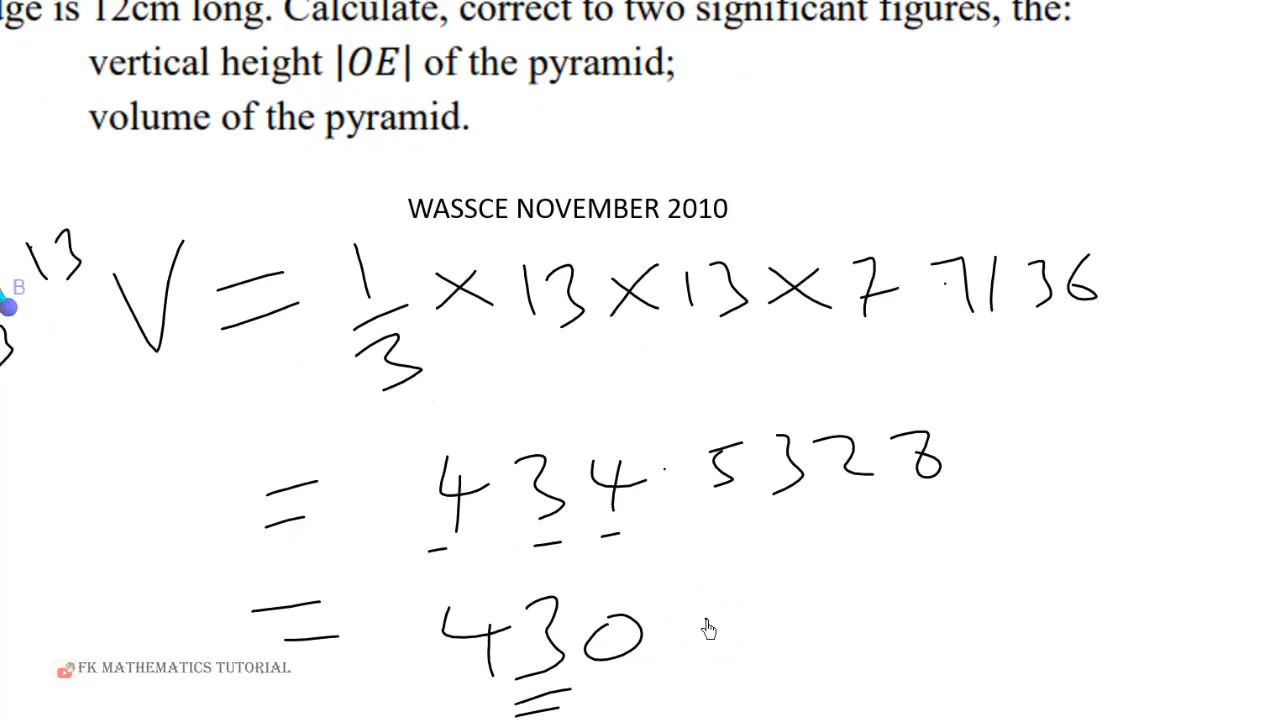 ge is 12cm long. Calculate, correct to two significant figures, the:
vertical height |OE| of the pyramid;
volume of the pyramid.
WASSCE NOVEMBER 2010
13
B
3
V = 1/3 × 13 × 13 × 7.7136
= 434.5328
= 430
FK MATHEMATICS TUTORIAL